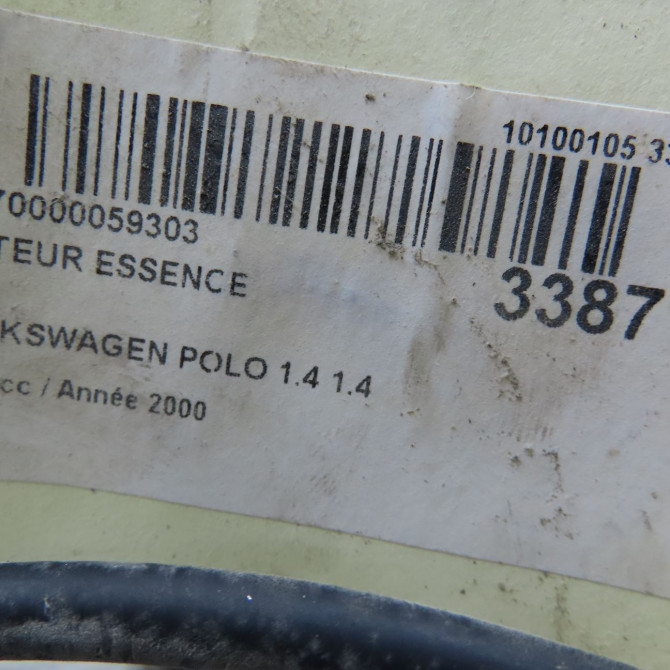 10100105 33
70000059303
TEUR ESSENCE
3387
KSWAGEN POLO 1.4 1.4
cc / Année 2000